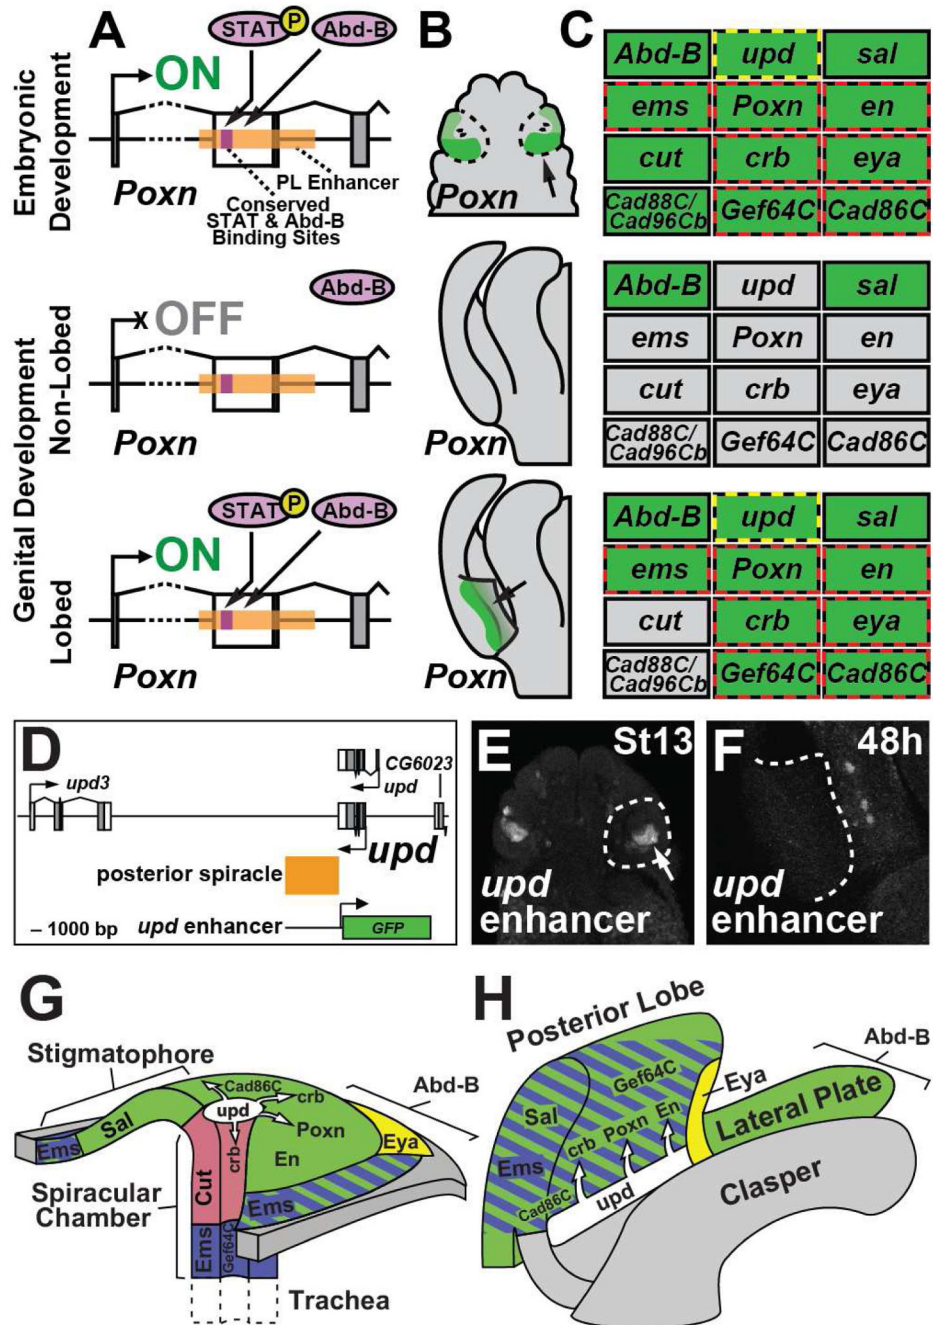 A
B
C
Embryonic
Development
STAT P
Abd-B
ON
Poxn
PL Enhancer
Conserved
STAT & Abd-B
Binding Sites
Poxn
Abd-B upd sal
ems Poxn en
cut crb eya
Cad88C/
Cad96Cb Gef64C Cad86C
Genital Development
Non-Lobed
Abd-B
X OFF
Poxn
Poxn
Abd-B upd sal
ems Poxn en
cut crb eya
Cad88C/
Cad96Cb Gef64C Cad86C
Lobed
STAT P
Abd-B
ON
Poxn
Poxn
Abd-B upd sal
ems Poxn en
cut crb eya
Cad88C/
Cad96Cb Gef64C Cad86C
D
upd3
CG6023
upd
upd
posterior spiracle
– 1000 bp
upd enhancer
GFP
E
St13
upd
enhancer
F
48h
upd
enhancer
G
Stigmatophore
Abd-B
Cad86C
crb
upd
Poxn
Sal
Ems
Eya
En
Cut
crb
Ems
Spiracular
Chamber
Ems
Gef64C
Trachea
H
Posterior Lobe
Abd-B
Gef64C
Eya
Sal
Lateral Plate
En
Poxn
crb
Ems
Cad86C
upd
Clasper